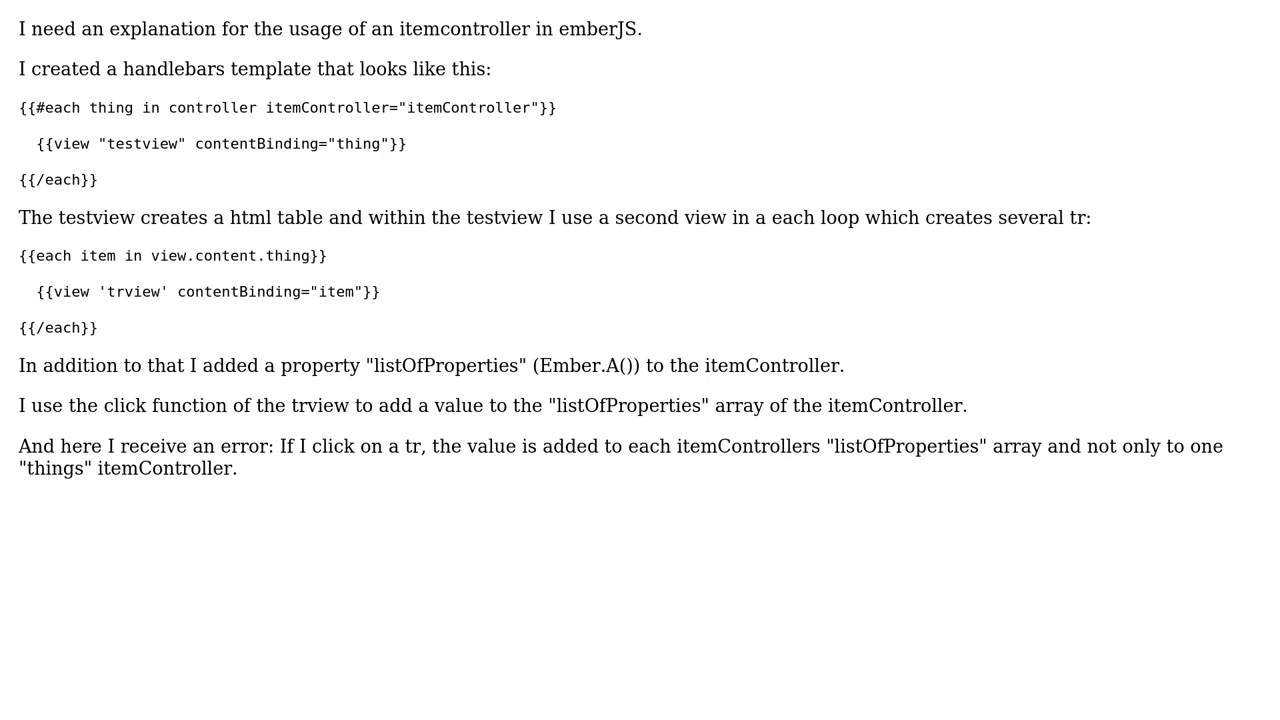 I need an explanation for the usage of an itemcontroller in emberJS.
I created a handlebars template that looks like this:
{{#each thing in controller itemController="itemController"}}
{{view "testview" contentBinding="thing"}}
{{/each}}
The testview creates a html table and within the testview I use a second view in a each loop which creates several tr:
{{each item in view.content.thing}}
{{view 'trview' contentBinding="item"}}
{{/each}}
In addition to that I added a property "listOfProperties" (Ember.A()) to the itemController.
I use the click function of the trview to add a value to the "listOfProperties" array of the itemController.
And here I receive an error: If I click on a tr, the value is added to each itemControllers "listOfProperties" array and not only to one
"things" itemController.